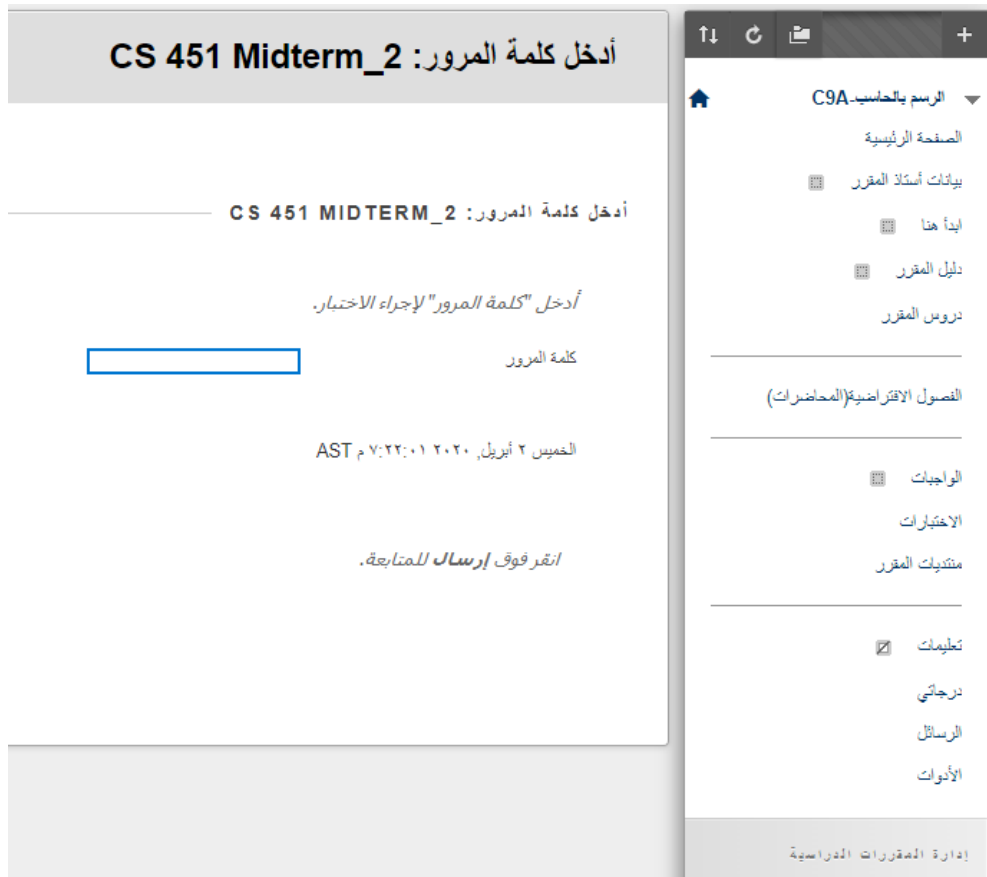 الرسم بالحاسب-C9A
الصفحة الرئيسية
بيانات أستاذ المقرر
ابدأ هنا
دليل المقرر
دروس المقرر
الفصول الافتراضية(المحاضرات)
الواجبات
الاختبارات
منتديات المقرر
تعليمات
درجاتي
الرسائل
الأدوات
إدارة المقررات الدراسية
أدخل كلمة المرور: CS 451 Midterm_2
أدخل كلمة المرور: CS 451 MIDTERM_2
أدخل "كلمة المرور" لإجراء الاختبار.
كلمة المرور
الخميس ٢ أبريل, ٢٠٢٠ ٧:٢٢:٠١ م AST
انقر فوق إرسال للمتابعة.